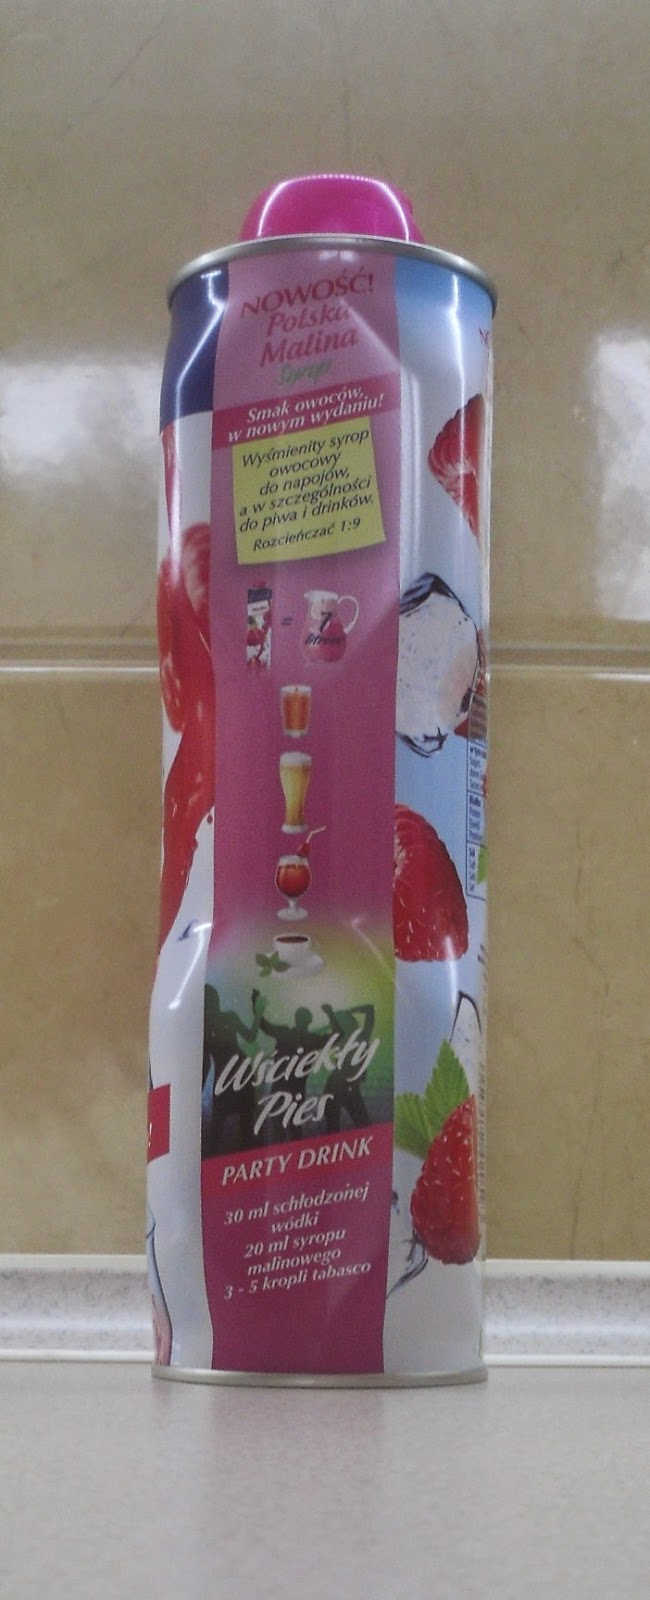 NOWOŚĆ!
Polska
Malina
Syrop
Smak owoców,
w nowym wydaniu!
Wyśmienity syrop
owocowy
do napojów,
a w szczególności
do piwa i drinków.
Rozcieńczać 1:9
= 7
litrów
Wściekły
Pies
PARTY DRINK
30 ml schłodzonej
wódki
20 ml syropu
malinowego
3 - 5 kropli tabasco